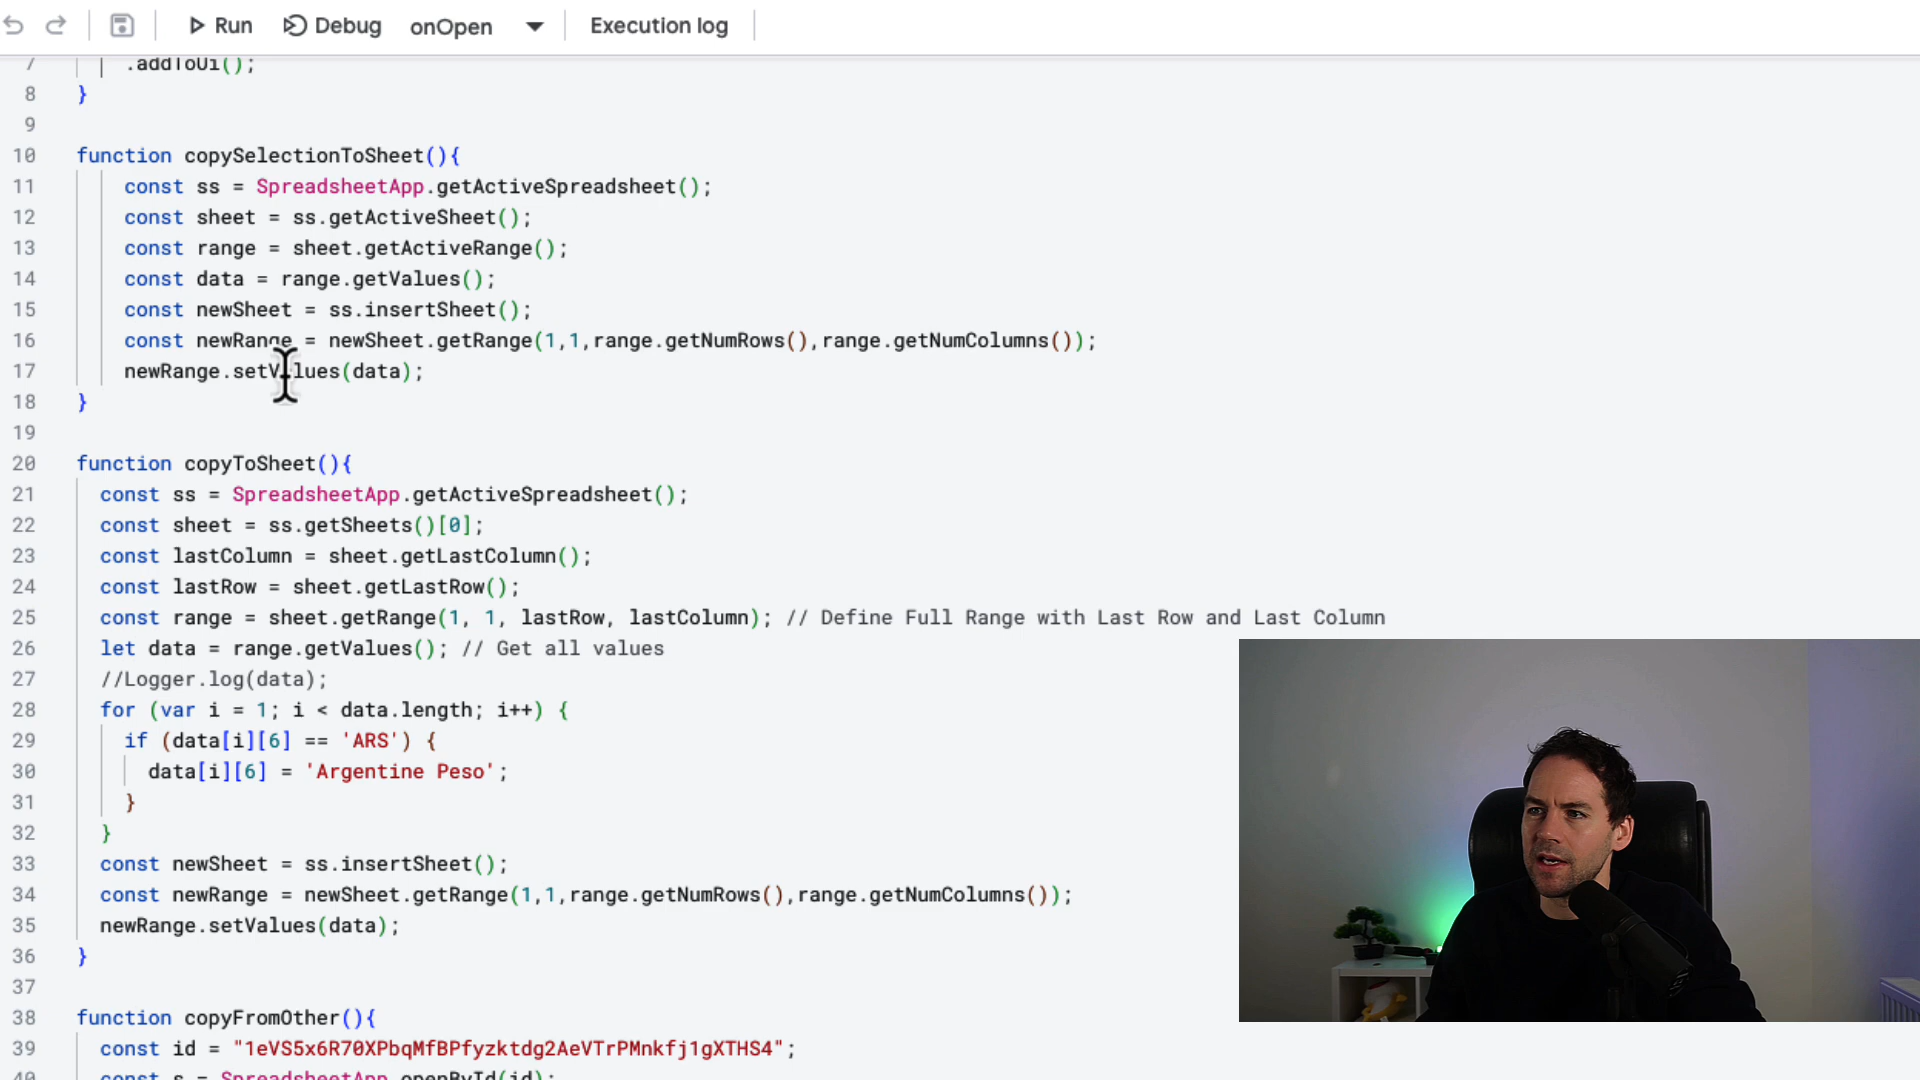 Run Debug onOpen Execution log
7 .addToUi();
8 }
9
10 function copySelectionToSheet(){
11 const ss = SpreadsheetApp.getActiveSpreadsheet();
12 const sheet = ss.getActiveSheet();
13 const range = sheet.getActiveRange();
14 const data = range.getValues();
15 const newSheet = ss.insertSheet();
16 const newRange = newSheet.getRange(1,1,range.getNumRows(),range.getNumColumns());
17 newRange.setValues(data);
18 }
19
20 function copyToSheet(){
21 const ss = SpreadsheetApp.getActiveSpreadsheet();
22 const sheet = ss.getSheets()[0];
23 const lastColumn = sheet.getLastColumn();
24 const lastRow = sheet.getLastRow();
25 const range = sheet.getRange(1, 1, lastRow, lastColumn); // Define Full Range with Last Row and Last Column
26 let data = range.getValues(); // Get all values
27 //Logger.log(data);
28 for (var i = 1; i < data.length; i++) {
29 if (data[i][6] == 'ARS') {
30 data[i][6] = 'Argentine Peso';
31 }
32 }
33 const newSheet = ss.insertSheet();
34 const newRange = newSheet.getRange(1,1,range.getNumRows(),range.getNumColumns());
35 newRange.setValues(data);
36 }
37
38 function copyFromOther(){
39 const id = "1eVS5x6R70XPbqMfBPfyzktdg2AeVTrPMnkfj1gXTHS4";
40 const s = SpreadsheetApp.openById(id);